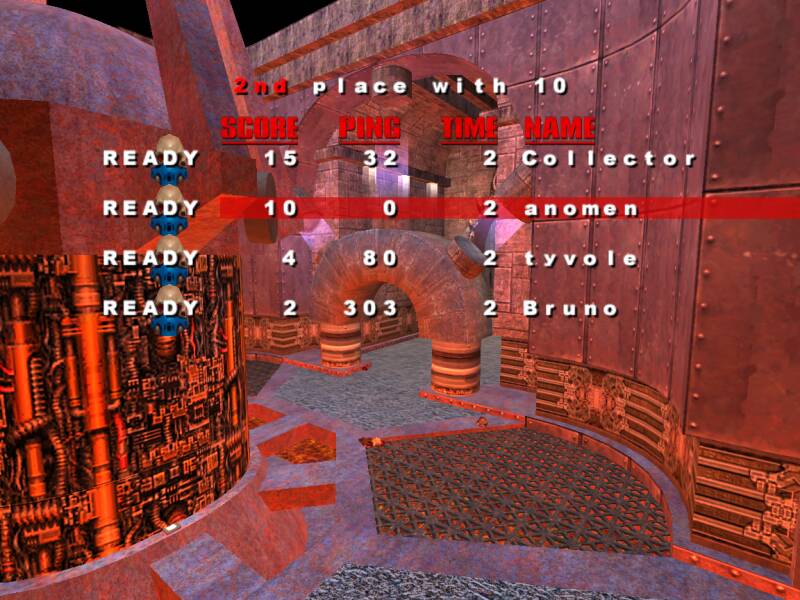 2nd place with 10
SCORE PING TIME NAME
READY 15 32 2 Collector
READY 10 0 2 anomen
READY 4 80 2 tyvole
READY 2 303 2 Bruno